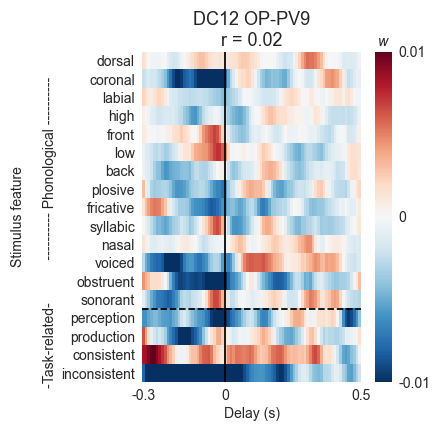 DC12 OP-PV9
r = 0.02
w
dorsal
coronal
labial
high
front
low
back
plosive
fricative
syllabic
nasal
voiced
obstruent
sonorant
perception
production
consistent
inconsistent
Stimulus feature
---------- Phonological ----------
-Task-related-
0.01
0
-0.01
-0.3 0 0.5
Delay (s)